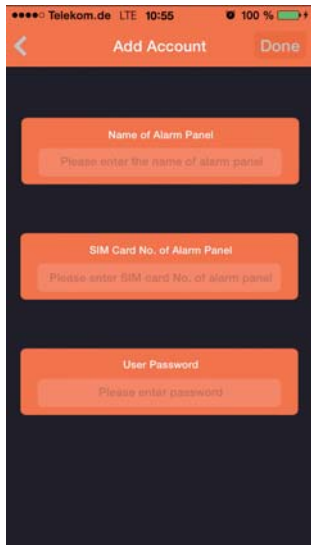 Telekom.de LTE 10:55 100 %
Add Account Done
Name of Alarm Panel
Please enter the name of alarm panel
SIM Card No. of Alarm Panel
Please enter SIM card No. of alarm panel
User Password
Please enter password